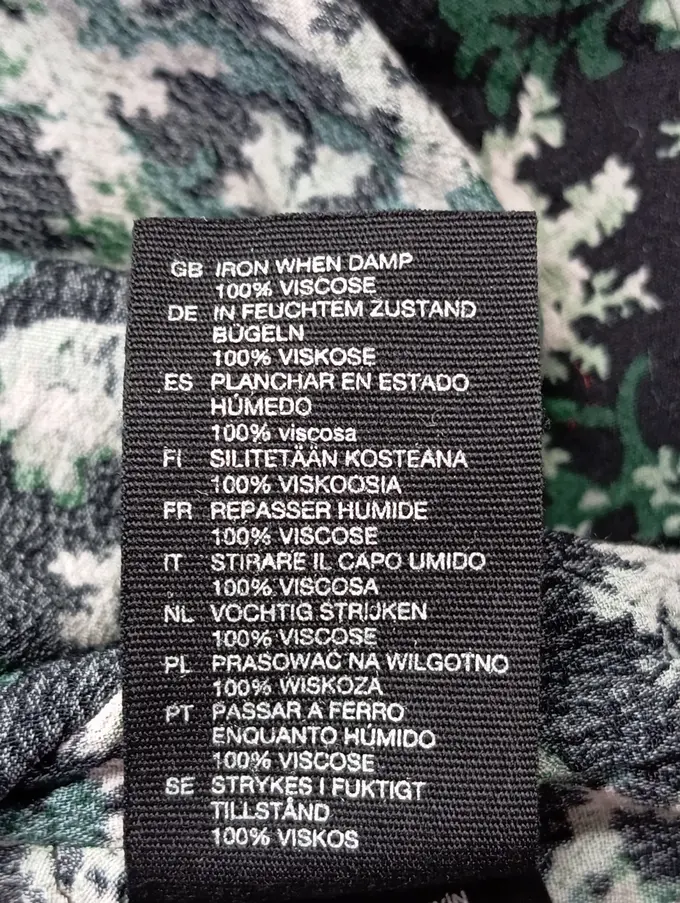 GB IRON WHEN DAMP
100% VISCOSE
DE IN FEUCHTEM ZUSTAND
BÜGELN
100% VISKOSE
ES PLANCHAR EN ESTADO
HÚMEDO
100% viscosa
FI SILITETÄÄN KOSTEANA
100% VISKOOSIA
FR REPASSER HUMIDE
100% VISCOSE
IT STIRARE IL CAPO UMIDO
100% VISCOSA
NL VOCHTIG STRIJKEN
100% VISCOSE
PL PRASOWAĆ NA WILGOTNO
100% WISKOZA
PT PASSAR A FERRO
ENQUANTO HÚMIDO
100% VISCOSE
SE STRYKES I FUKTIGT
TILLSTÅND
100% VISKOS